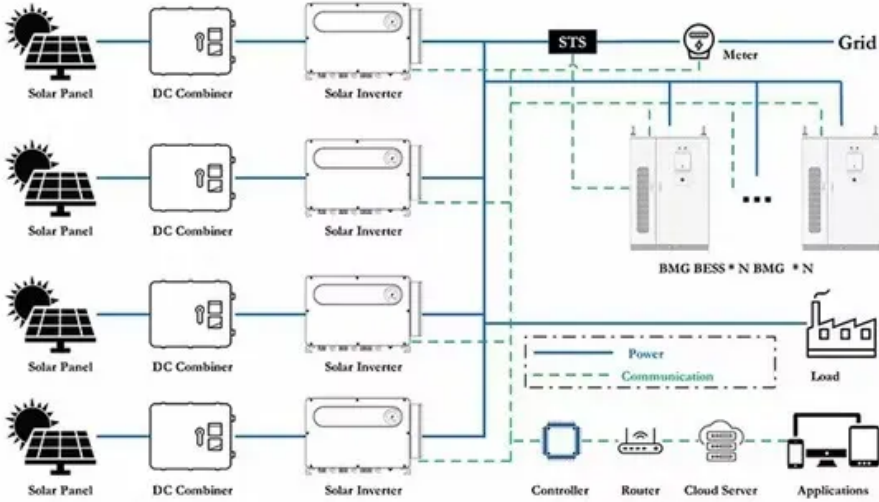 STS
Meter
Grid
Solar Panel
DC Combiner
Solar Inverter
Solar Panel
DC Combiner
Solar Inverter
BMG BESS * N BMG * N
Solar Panel
DC Combiner
Solar Inverter
Power
Communication
Load
Solar Panel
DC Combiner
Solar Inverter
Controller
Router
Cloud Server
Applications